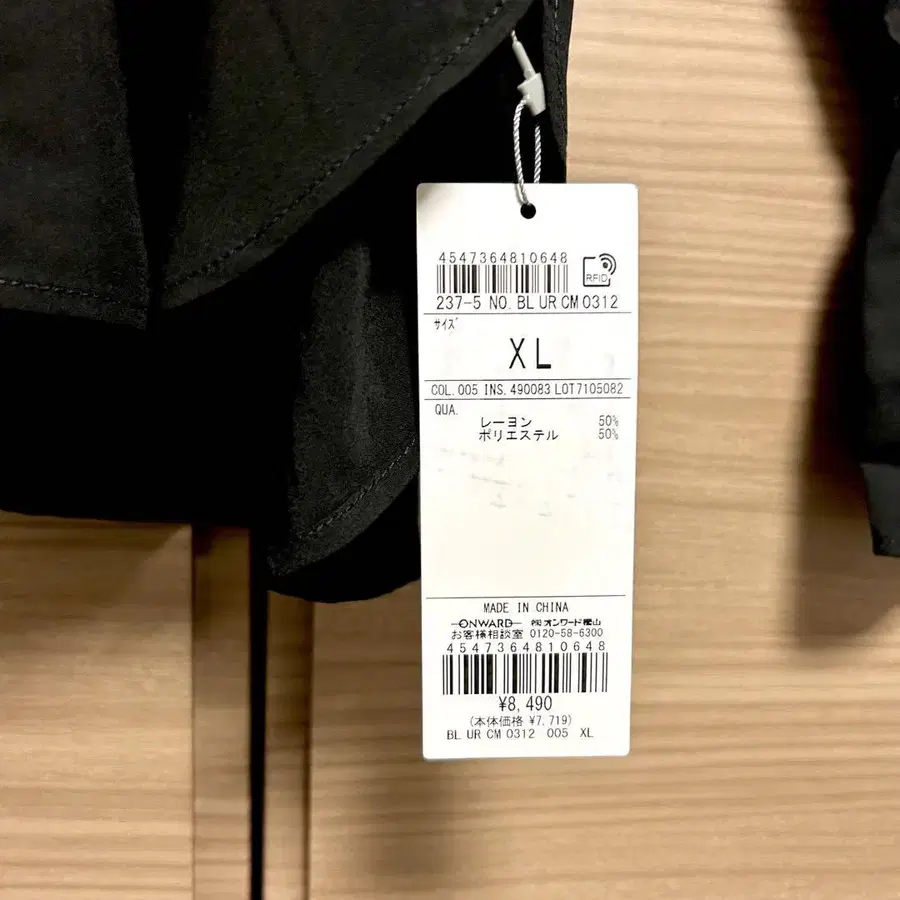 4547364810648
RFID
237-5 NO. BL UR CM 0312
サイズ
XL
COL. 005 INS. 490083 LOT7105082
QUA.
レーヨン 50%
ポリエステル 50%
MADE IN CHINA
ONWARD ㈱オンワード樫山
お客様相談室 0120-58-6300
4547364810648
¥8,490
(本体価格 ¥7,719)
BL UR CM 0312 005 XL